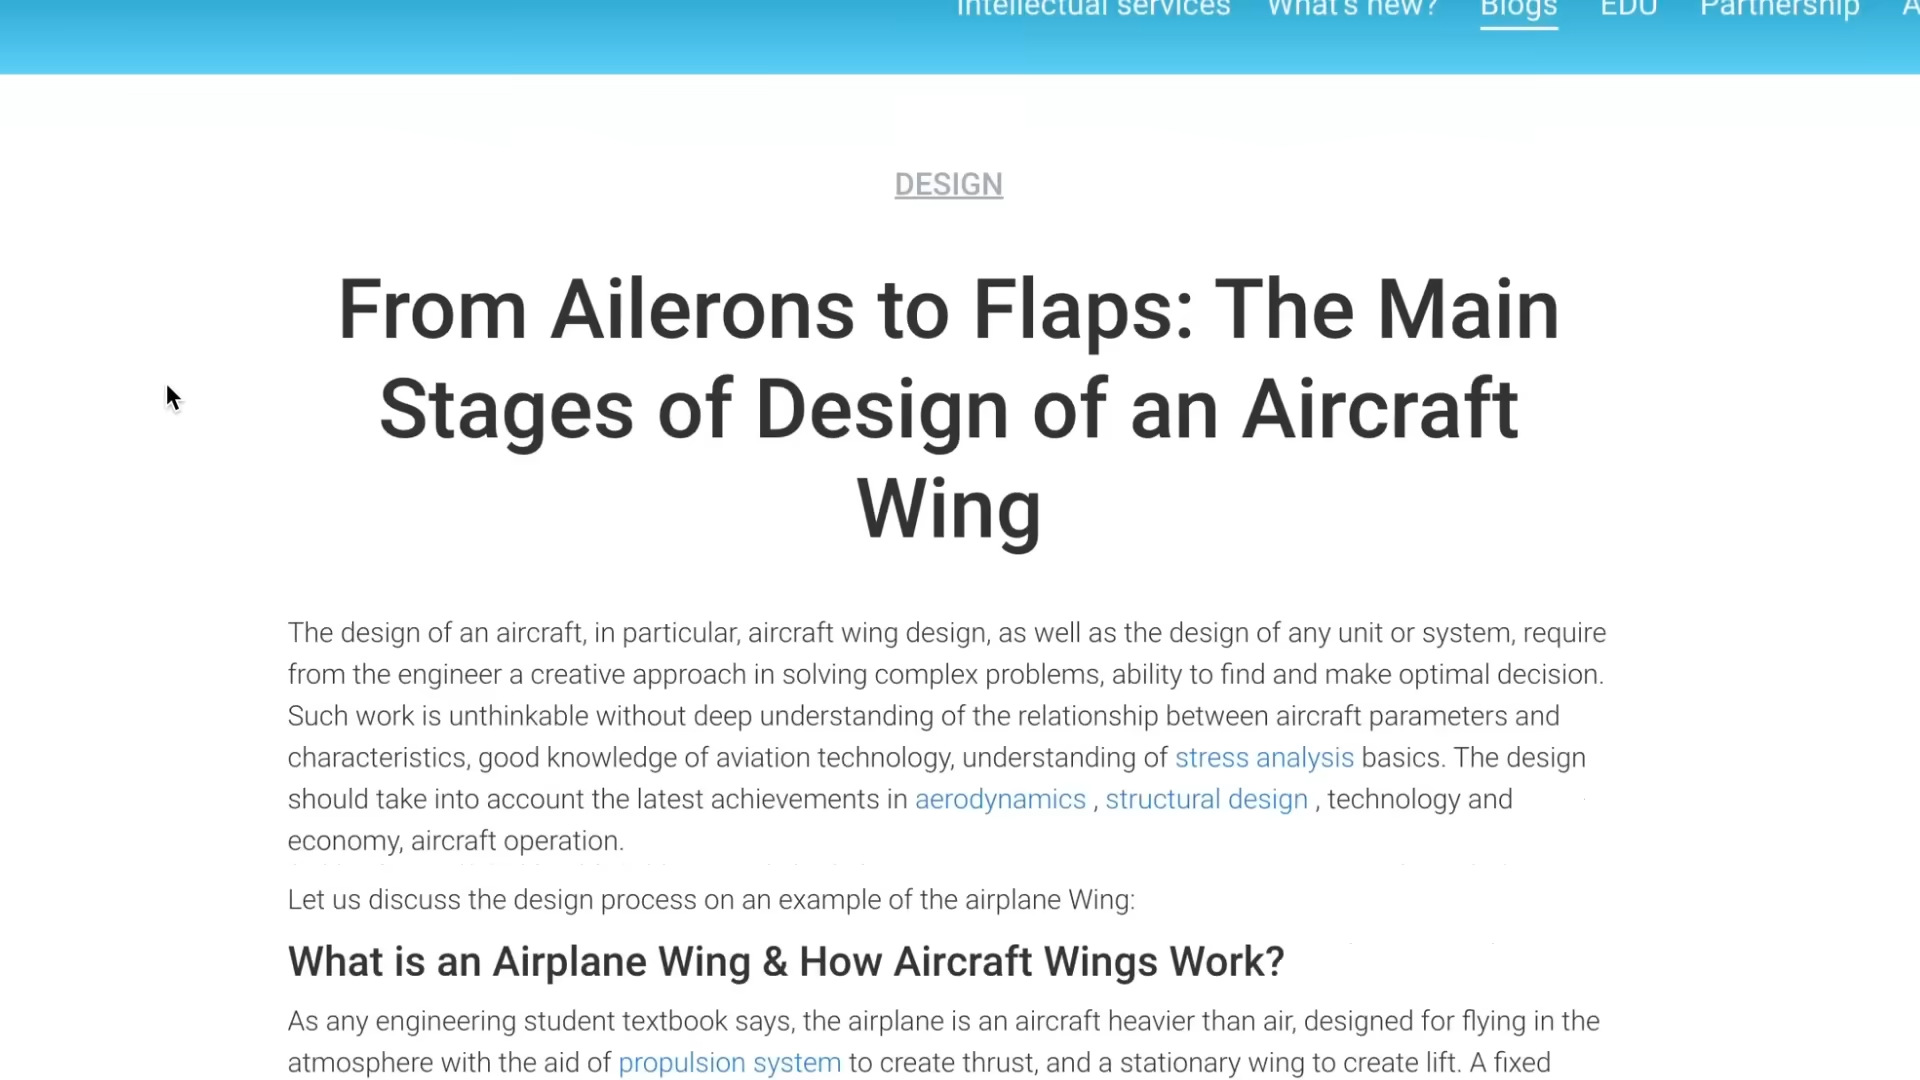 Intellectual services What's new? Blogs EDU Partnership
DESIGN
From Ailerons to Flaps: The Main
Stages of Design of an Aircraft
Wing
The design of an aircraft, in particular, aircraft wing design, as well as the design of any unit or system, require
from the engineer a creative approach in solving complex problems, ability to find and make optimal decision.
Such work is unthinkable without deep understanding of the relationship between aircraft parameters and
characteristics, good knowledge of aviation technology, understanding of stress analysis basics. The design
should take into account the latest achievements in aerodynamics , structural design , technology and
economy, aircraft operation.
Let us discuss the design process on an example of the airplane Wing:
What is an Airplane Wing & How Aircraft Wings Work?
As any engineering student textbook says, the airplane is an aircraft heavier than air, designed for flying in the
atmosphere with the aid of propulsion system to create thrust, and a stationary wing to create lift. A fixed